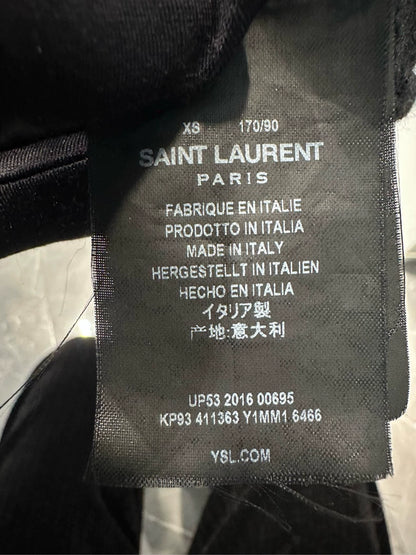 XS 170/90
SAINT LAURENT
PARIS
FABRIQUE EN ITALIE
PRODOTTO IN ITALIA
MADE IN ITALY
HERGESTELLT IN ITALIEN
HECHO EN ITALIA
イタリア製
产地:意大利
UP53 2016 00695
KP93 411363 Y1MM1 6466
YSL.COM